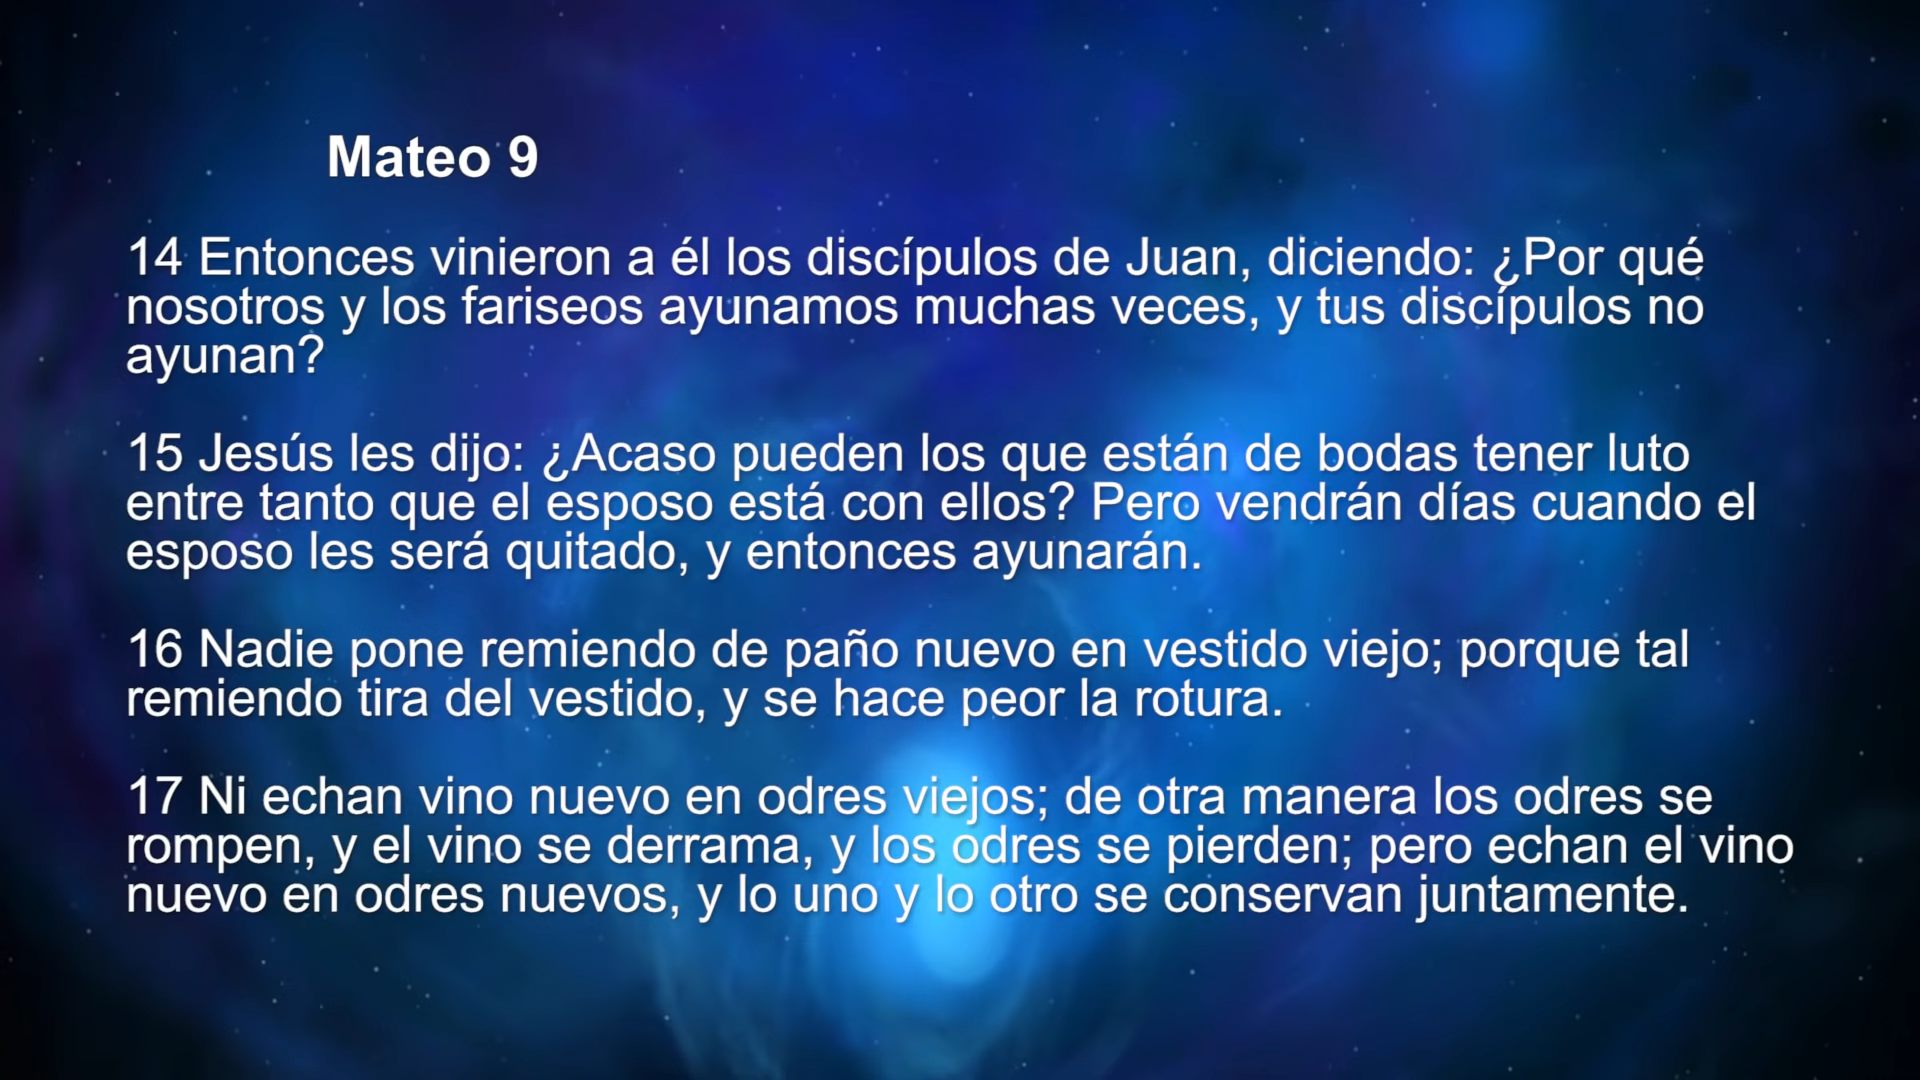 Mateo 9
14 Entonces vinieron a él los discípulos de Juan, diciendo: ¿Por qué
nosotros y los fariseos ayunamos muchas veces, y tus discípulos no
ayunan?
15 Jesús les dijo: ¿Acaso pueden los que están de bodas tener luto
entre tanto que el esposo está con ellos? Pero vendrán días cuando el
esposo les será quitado, y entonces ayunarán.
16 Nadie pone remiendo de paño nuevo en vestido viejo; porque tal
remiendo tira del vestido, y se hace peor la rotura.
17 Ni echan vino nuevo en odres viejos; de otra manera los odres se
rompen, y el vino se derrama, y los odres se pierden; pero echan el vino
nuevo en odres nuevos, y lo uno y lo otro se conservan juntamente.